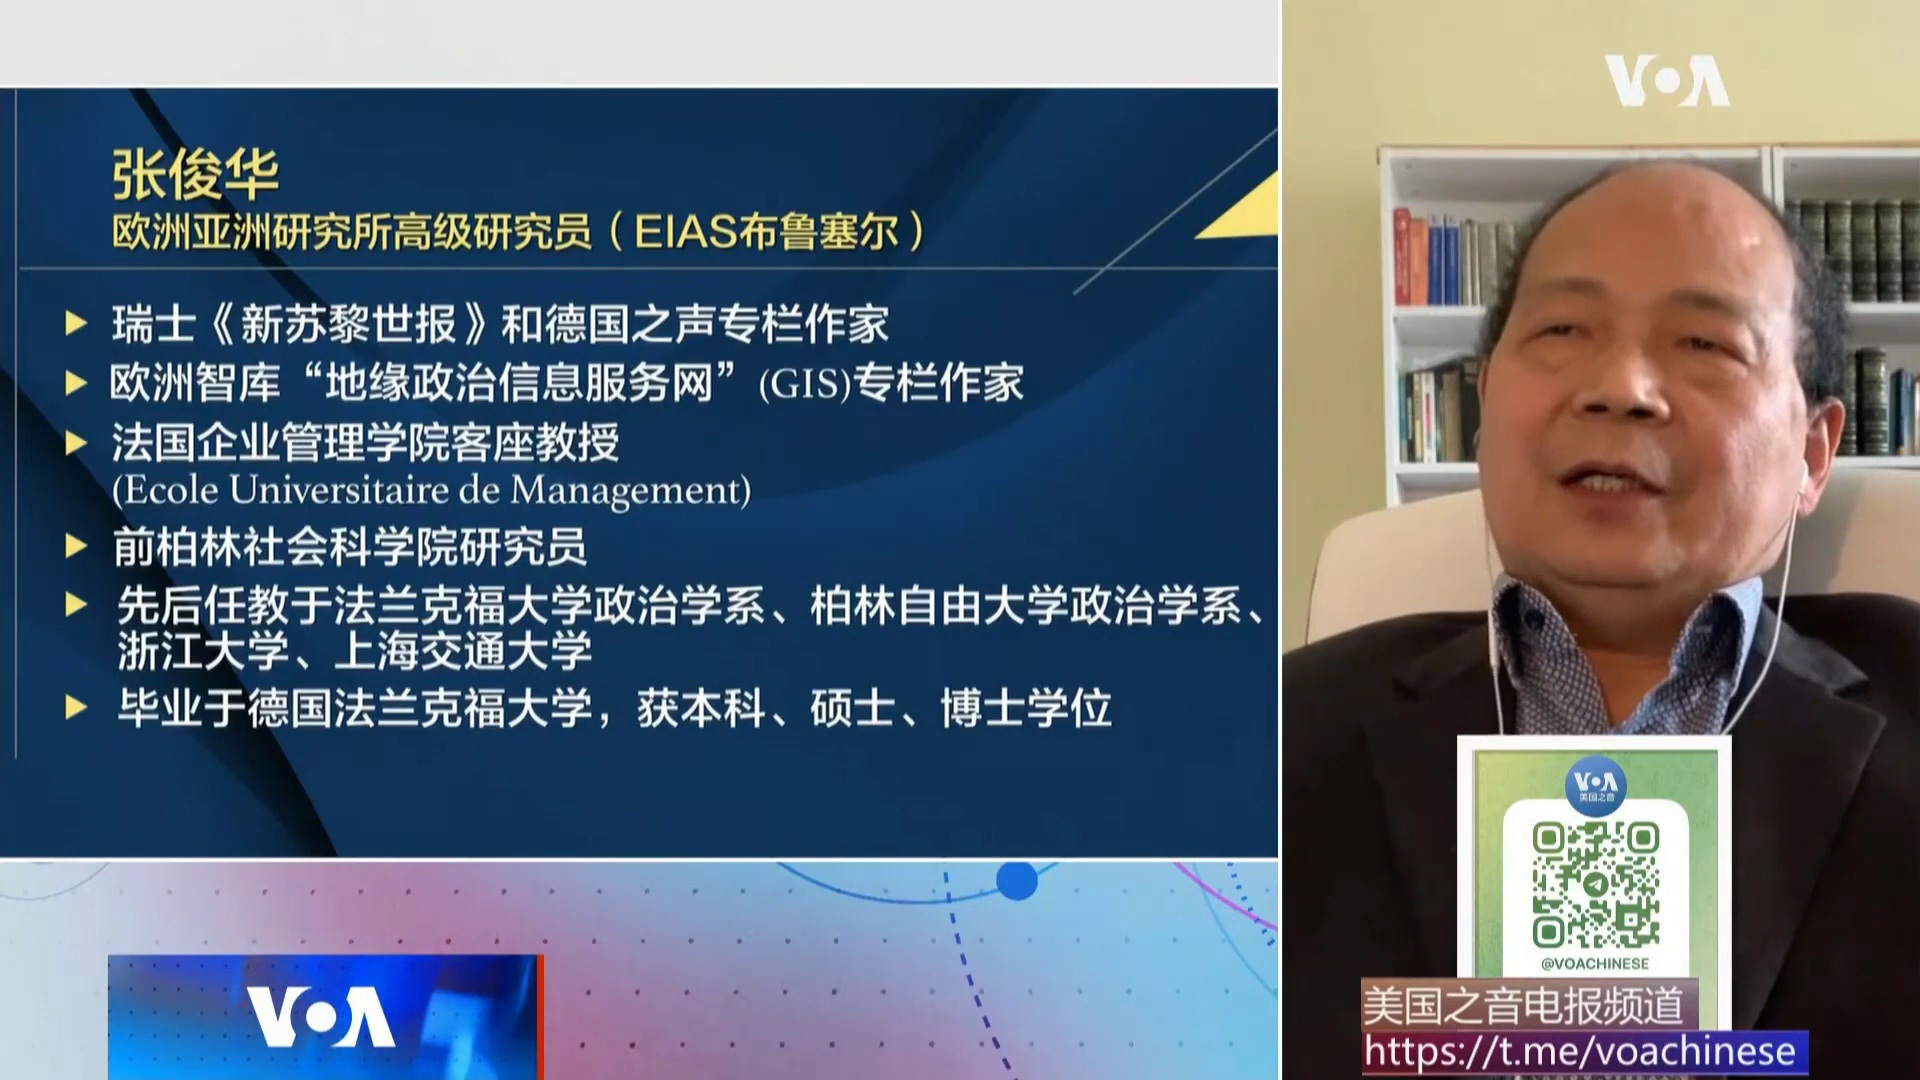 张俊华
欧洲亚洲研究所高级研究员（EIAS布鲁塞尔）
瑞士《新苏黎世报》和德国之声专栏作家
欧洲智库“地缘政治信息服务网”(GIS)专栏作家
法国企业管理学院客座教授
(Ecole Universitaire de Management)
前柏林社会科学院研究员
先后任教于法兰克福大学政治学系、柏林自由大学政治学系、
浙江大学、上海交通大学
毕业于德国法兰克福大学，获本科、硕士、博士学位
VOA
VOA
VOA
美国之音
@VOACHINESE
美国之音电报频道
https://t.me/voachinese